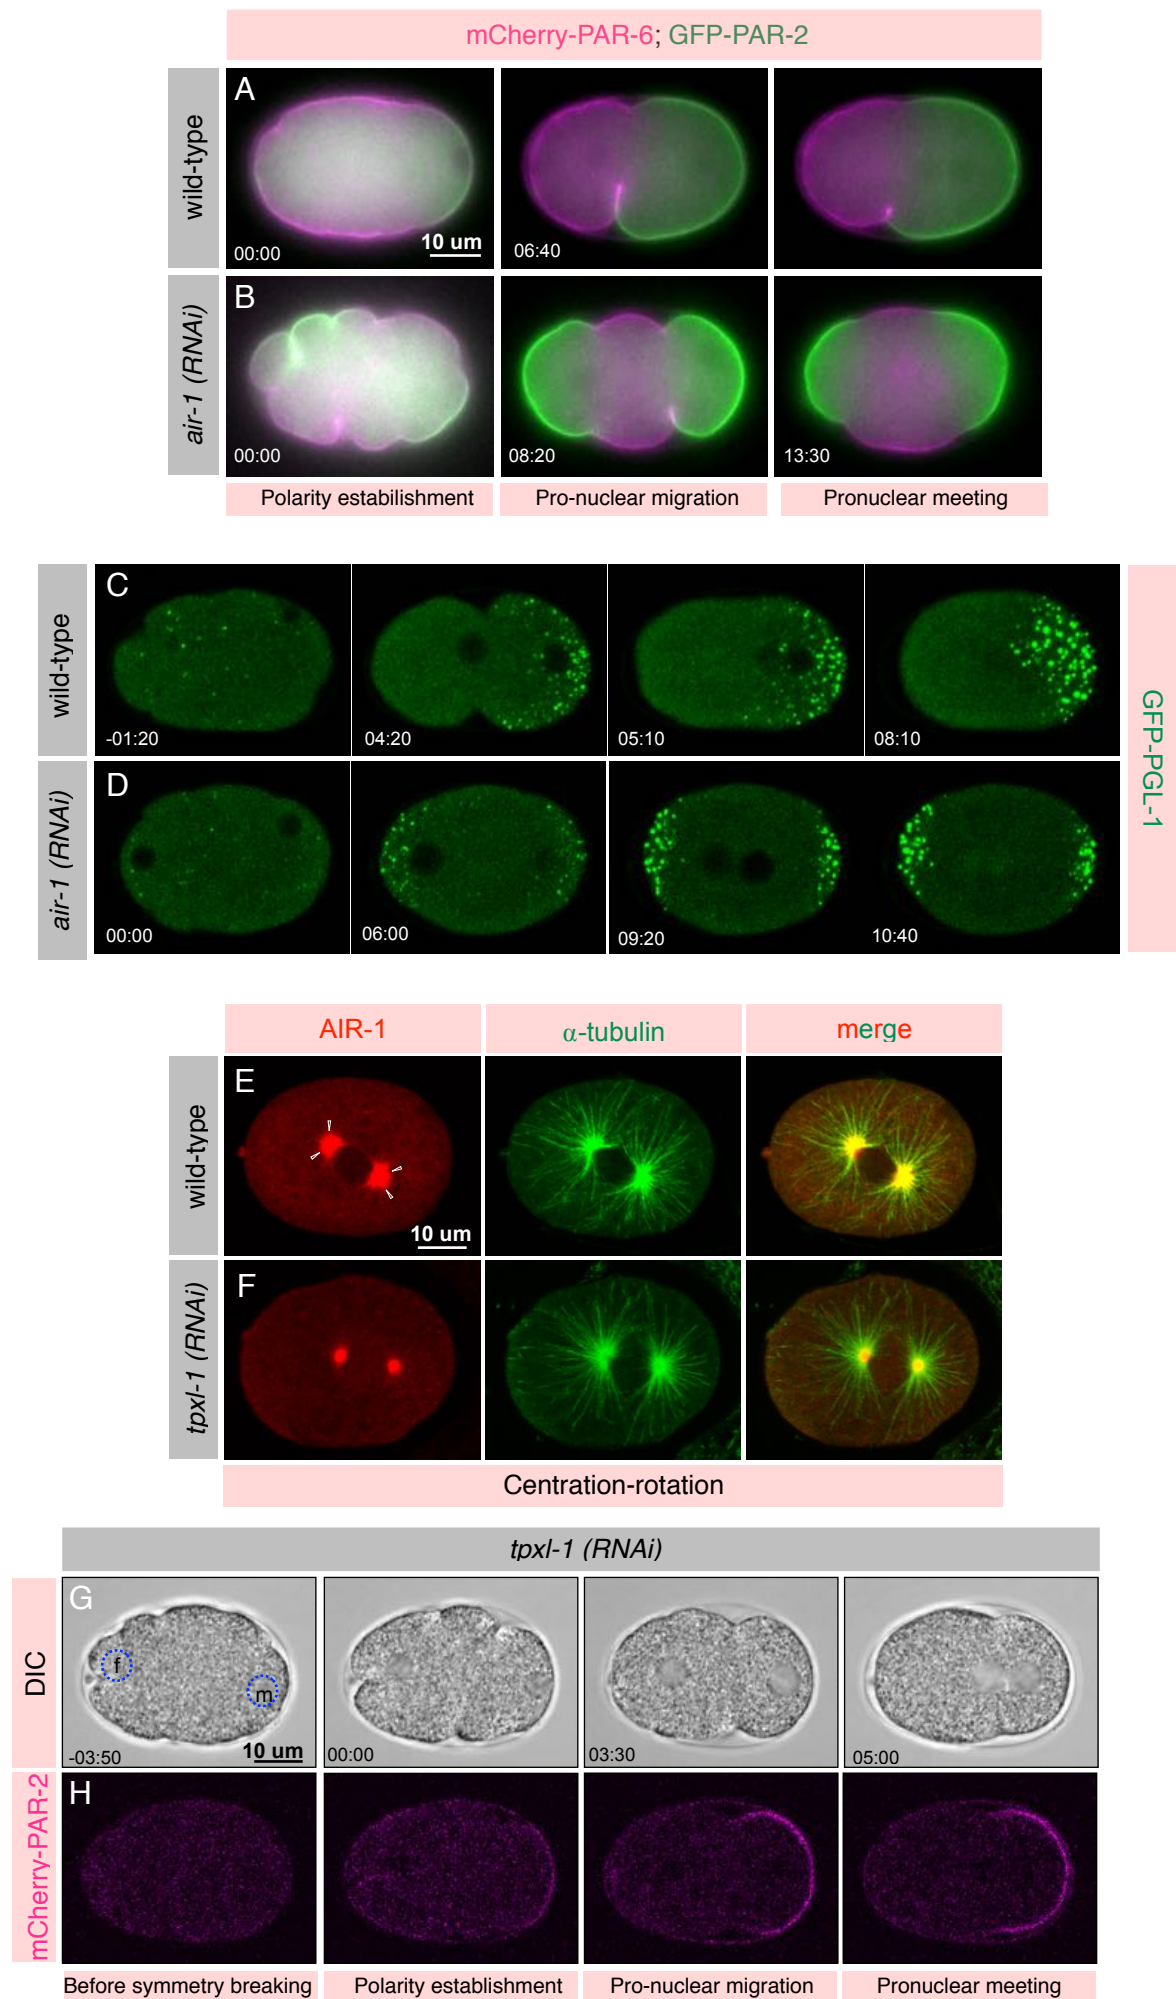 mCherry-PAR-6; GFP-PAR-2
wild-type
A
00:00
10 um
06:40
air-1 (RNAi)
B
00:00
08:20
13:30
Polarity estabilishment
Pro-nuclear migration
Pronuclear meeting
wild-type
C
-01:20
04:20
05:10
08:10
GFP-PGL-1
air-1 (RNAi)
D
00:00
06:00
09:20
10:40
AIR-1
α-tubulin
merge
wild-type
E
10 um
tpxl-1 (RNAi)
F
Centration-rotation
tpxl-1 (RNAi)
DIC
G
f
m
-03:50
10 um
00:00
03:30
05:00
mCherry-PAR-2
H
Before symmetry breaking
Polarity establishment
Pro-nuclear migration
Pronuclear meeting